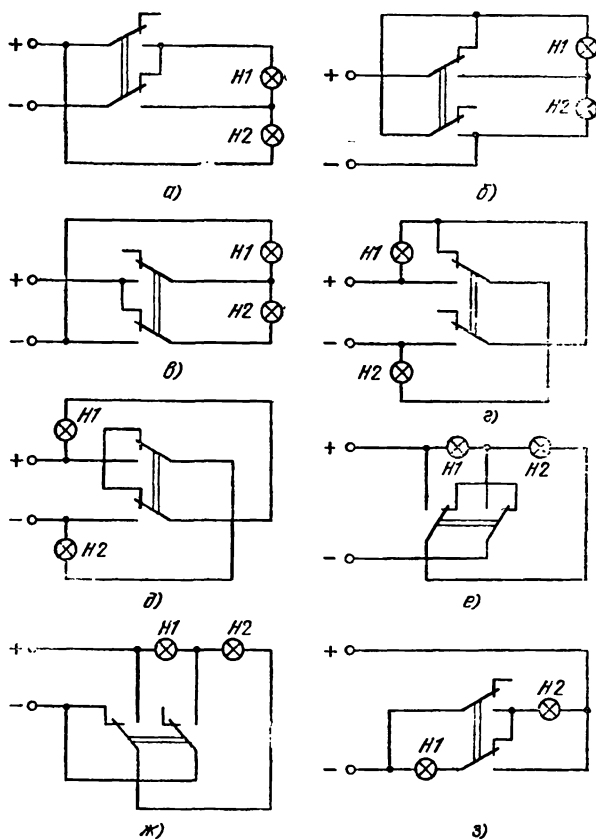 +
−
H1
H2
а)
+
−
H1
H2
б)
+
−
H1
H2
в)
H1
+
−
H2
г)
H1
+
−
H2
д)
+
H1
H2
−
е)
H1 H2
+
−
ж)
+
H2
−
H1
з)